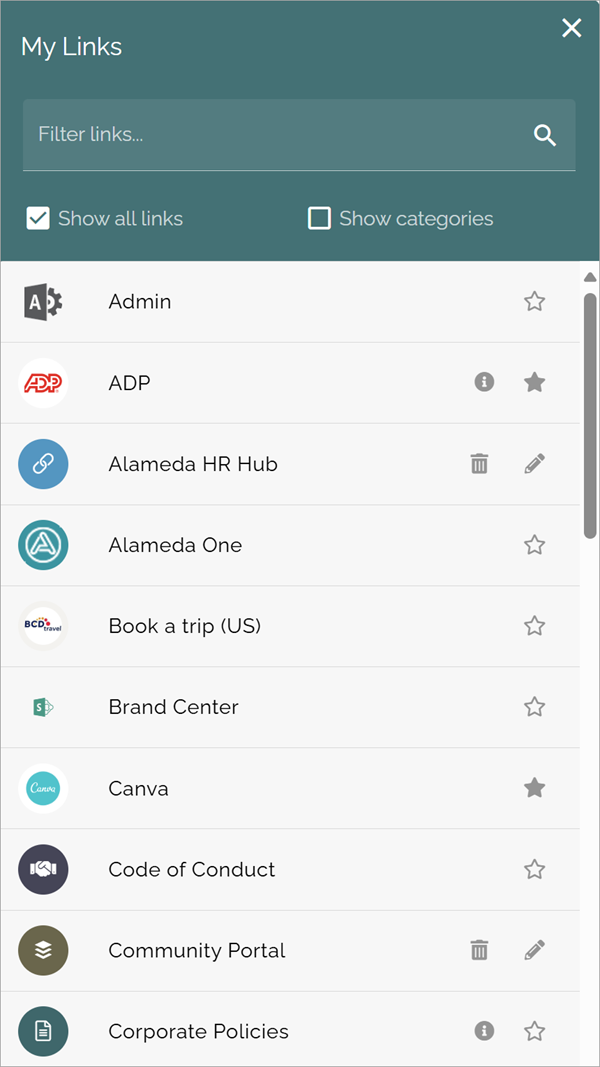 My Links
Filter links...
Show all links
Show categories
A
Admin
ADP
ADP
Alameda HR Hub
Alameda One
BCD travel
Book a trip (US)
S
Brand Center
Canva
Canva
Code of Conduct
Community Portal
Corporate Policies